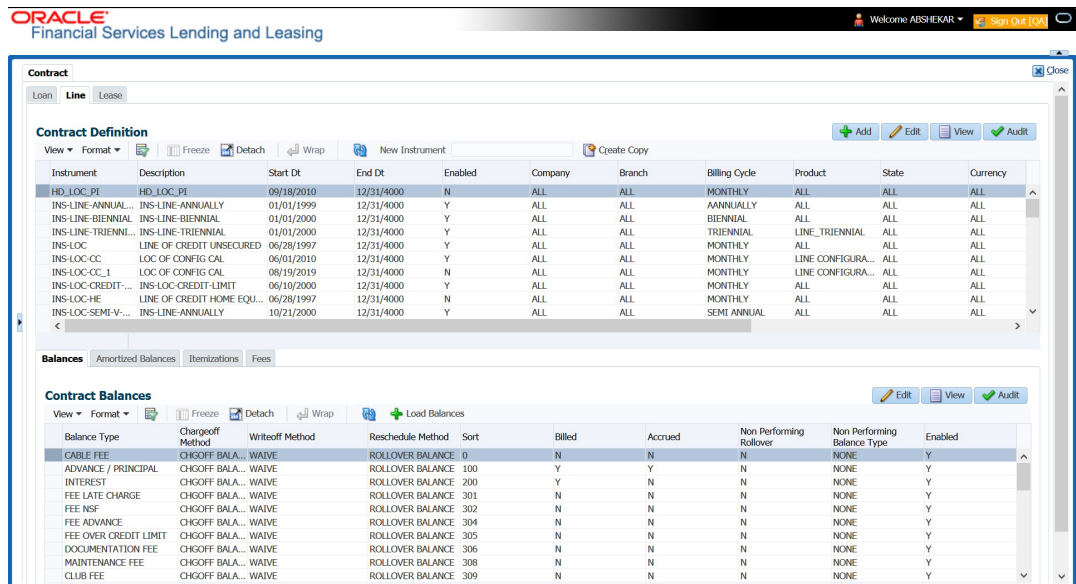 ORACLE®
Financial Services Lending and Leasing
Welcome ABSHEKAR
Sign Out [QA]
Contract
Close
Loan Line Lease
Contract Definition
Add Edit View Audit
View Format Freeze Detach Wrap New Instrument Create Copy
Instrument Description Start Dt End Dt Enabled Company Branch Billing Cycle Product State Currency
HD_LOC_PI HD_LOC_PI 09/18/2010 12/31/4000 N ALL ALL MONTHLY ALL ALL ALL
INS-LINE-ANNUAL... INS-LINE-ANNUALLY 01/01/1999 12/31/4000 Y ALL ALL AANNUALLY ALL ALL ALL
INS-LINE-BIENNIAL INS-LINE-BIENNIAL 01/01/2000 12/31/4000 Y ALL ALL BIENNIAL ALL ALL ALL
INS-LINE-TRIENNI... INS-LINE-TRIENNIAL 01/01/2000 12/31/4000 Y ALL ALL TRIENNIAL LINE_TRIENNIAL ALL ALL
INS-LOC LINE OF CREDIT UNSECURED 06/28/1997 12/31/4000 Y ALL ALL MONTHLY ALL ALL ALL
INS-LOC-CC LOC OF CONFIG CAL 06/01/2010 12/31/4000 Y ALL ALL MONTHLY LINE CONFIGURA... ALL ALL
INS-LOC-CC_1 LOC OF CONFIG CAL 08/19/2019 12/31/4000 N ALL ALL MONTHLY LINE CONFIGURA... ALL ALL
INS-LOC-CREDIT-... INS-LOC-CREDIT-LIMIT 06/10/2000 12/31/4000 Y ALL ALL MONTHLY ALL ALL ALL
INS-LOC-HE LINE OF CREDIT HOME EQU... 06/28/1997 12/31/4000 N ALL ALL MONTHLY ALL ALL ALL
INS-LOC-SEMI-V-... INS-LINE-ANNUALLY 10/21/2000 12/31/4000 Y ALL ALL SEMI ANNUAL ALL ALL ALL
Balances Amortized Balances Itemizations Fees
Contract Balances
Edit View Audit
View Format Freeze Detach Wrap Load Balances
Balance Type Chargeoff Method Writeoff Method Reschedule Method Sort Billed Accrued Non Performing Rollover Non Performing Balance Type Enabled
CABLE FEE CHGOFF BALA... WAIVE ROLLOVER BALANCE 0 N N N NONE Y
ADVANCE / PRINCIPAL CHGOFF BALA... WAIVE ROLLOVER BALANCE 100 Y Y N NONE Y
INTEREST CHGOFF BALA... WAIVE ROLLOVER BALANCE 200 Y N N NONE Y
FEE LATE CHARGE CHGOFF BALA... WAIVE ROLLOVER BALANCE 301 N N N NONE Y
FEE NSF CHGOFF BALA... WAIVE ROLLOVER BALANCE 302 N N N NONE Y
FEE ADVANCE CHGOFF BALA... WAIVE ROLLOVER BALANCE 304 N N N NONE Y
FEE OVER CREDIT LIMIT CHGOFF BALA... WAIVE ROLLOVER BALANCE 305 N N N NONE Y
DOCUMENTATION FEE CHGOFF BALA... WAIVE ROLLOVER BALANCE 306 N N N NONE Y
MAINTENANCE FEE CHGOFF BALA... WAIVE ROLLOVER BALANCE 308 N N N NONE Y
CLUB FEE CHGOFF BALA... WAIVE ROLLOVER BALANCE 309 N N N NONE Y